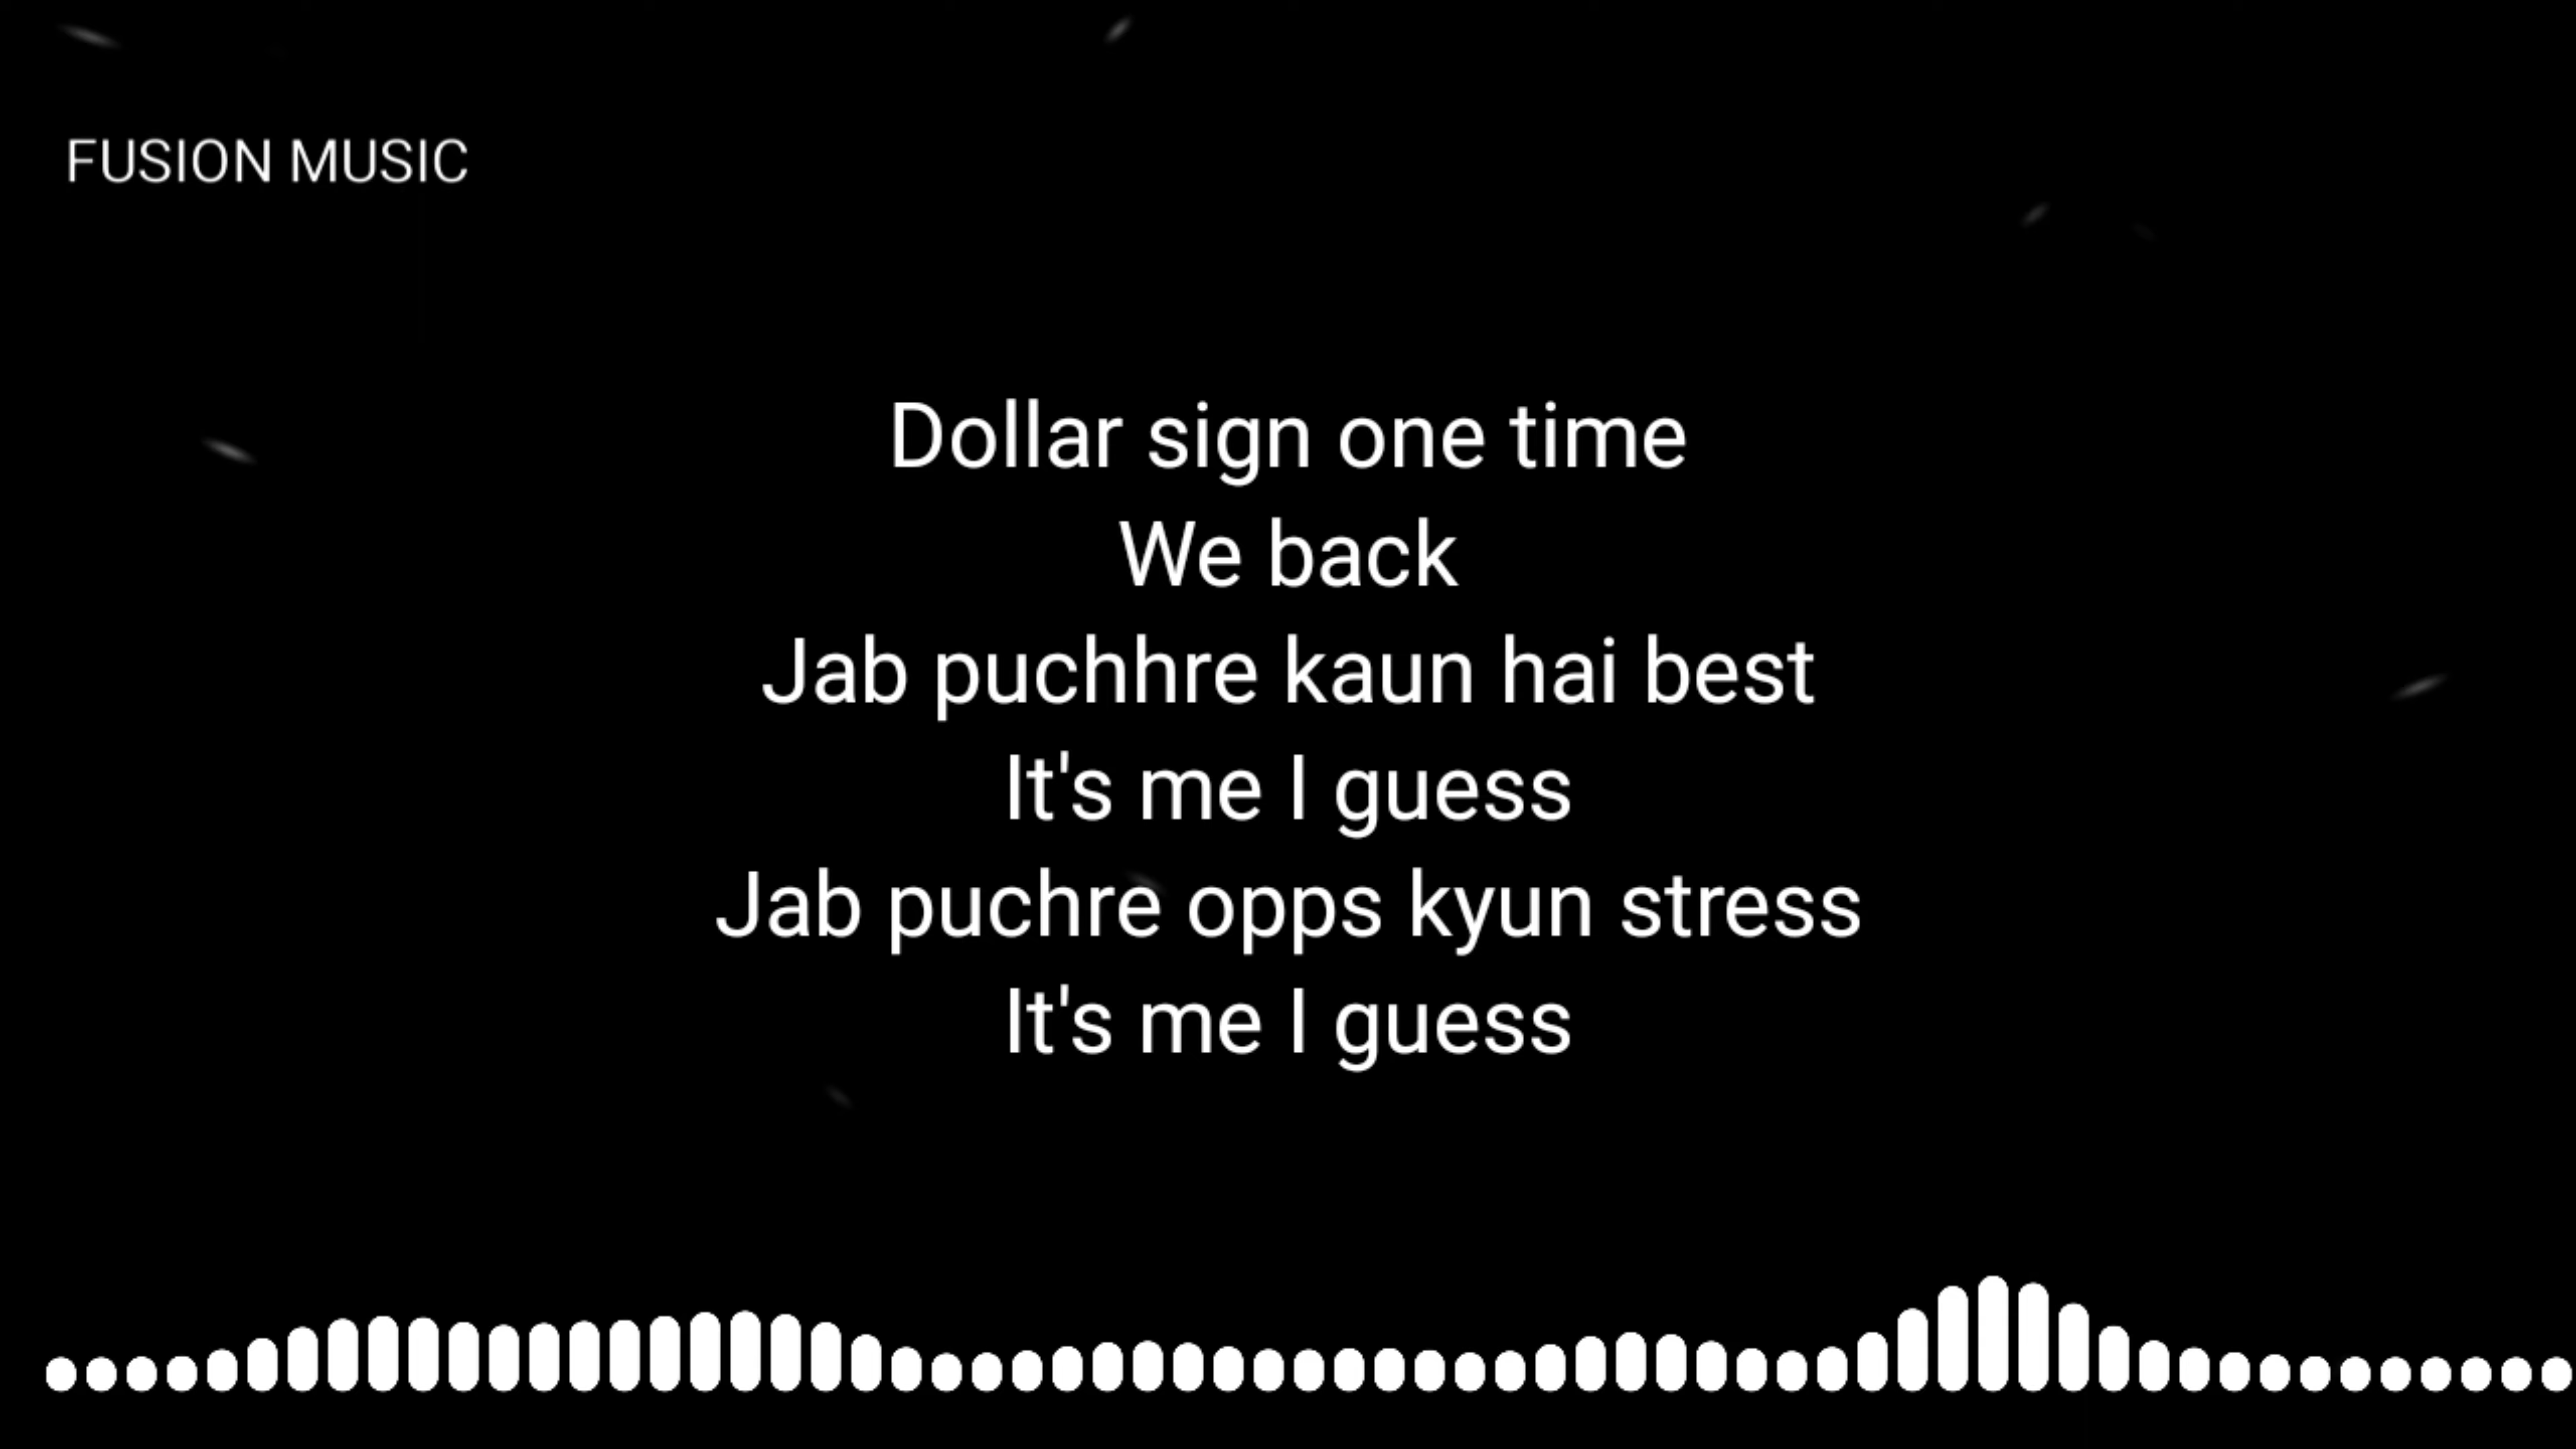 FUSION MUSIC
Dollar sign one time
We back
Jab puchhre kaun hai best
It's me I guess
Jab puchre opps kyun stress
It's me I guess